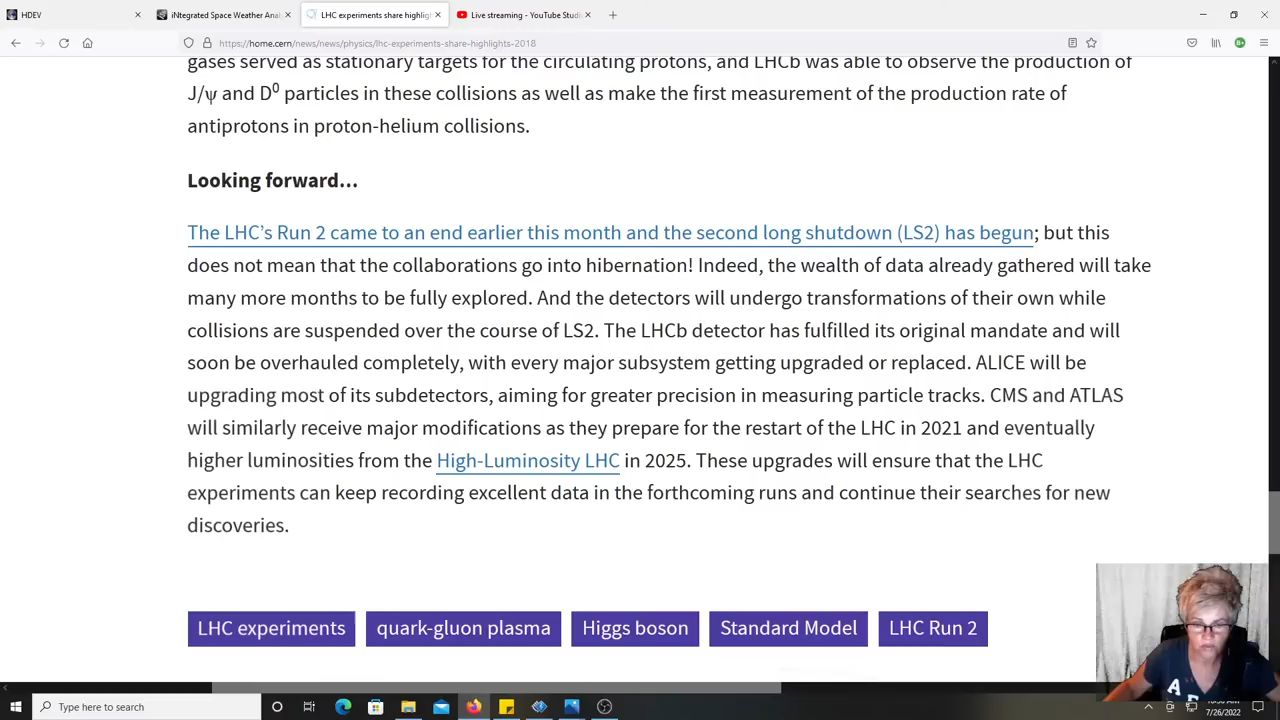 HDEV
iNtegrated Space Weather Anal
LHC experiments share highligh
Live streaming - YouTube Studi
https://home.cern/news/news/physics/lhc-experiments-share-highlights-2018
gases served as stationary targets for the circulating protons, and LHCb was able to observe the production of
J/ψ and D⁰ particles in these collisions as well as make the first measurement of the production rate of
antiprotons in proton-helium collisions.
Looking forward…
The LHC’s Run 2 came to an end earlier this month and the second long shutdown (LS2) has begun; but this
does not mean that the collaborations go into hibernation! Indeed, the wealth of data already gathered will take
many more months to be fully explored. And the detectors will undergo transformations of their own while
collisions are suspended over the course of LS2. The LHCb detector has fulfilled its original mandate and will
soon be overhauled completely, with every major subsystem getting upgraded or replaced. ALICE will be
upgrading most of its subdetectors, aiming for greater precision in measuring particle tracks. CMS and ATLAS
will similarly receive major modifications as they prepare for the restart of the LHC in 2021 and eventually
higher luminosities from the High-Luminosity LHC in 2025. These upgrades will ensure that the LHC
experiments can keep recording excellent data in the forthcoming runs and continue their searches for new
discoveries.
LHC experiments
quark-gluon plasma
Higgs boson
Standard Model
LHC Run 2
Type here to search
7/26/2022